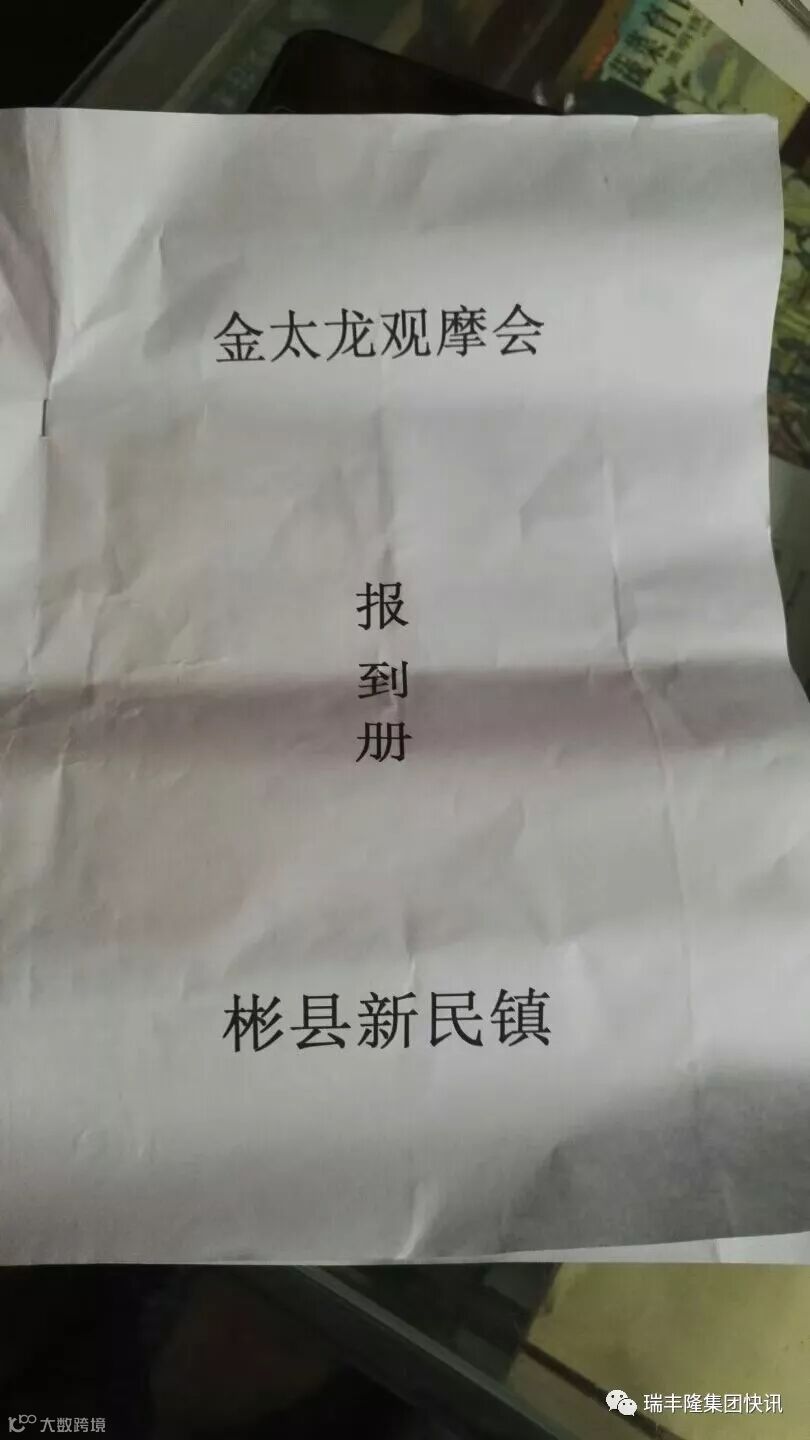 金太龙观摩会
报
到
册
彬县新民镇
瑞丰隆集团快讯
大数跨境